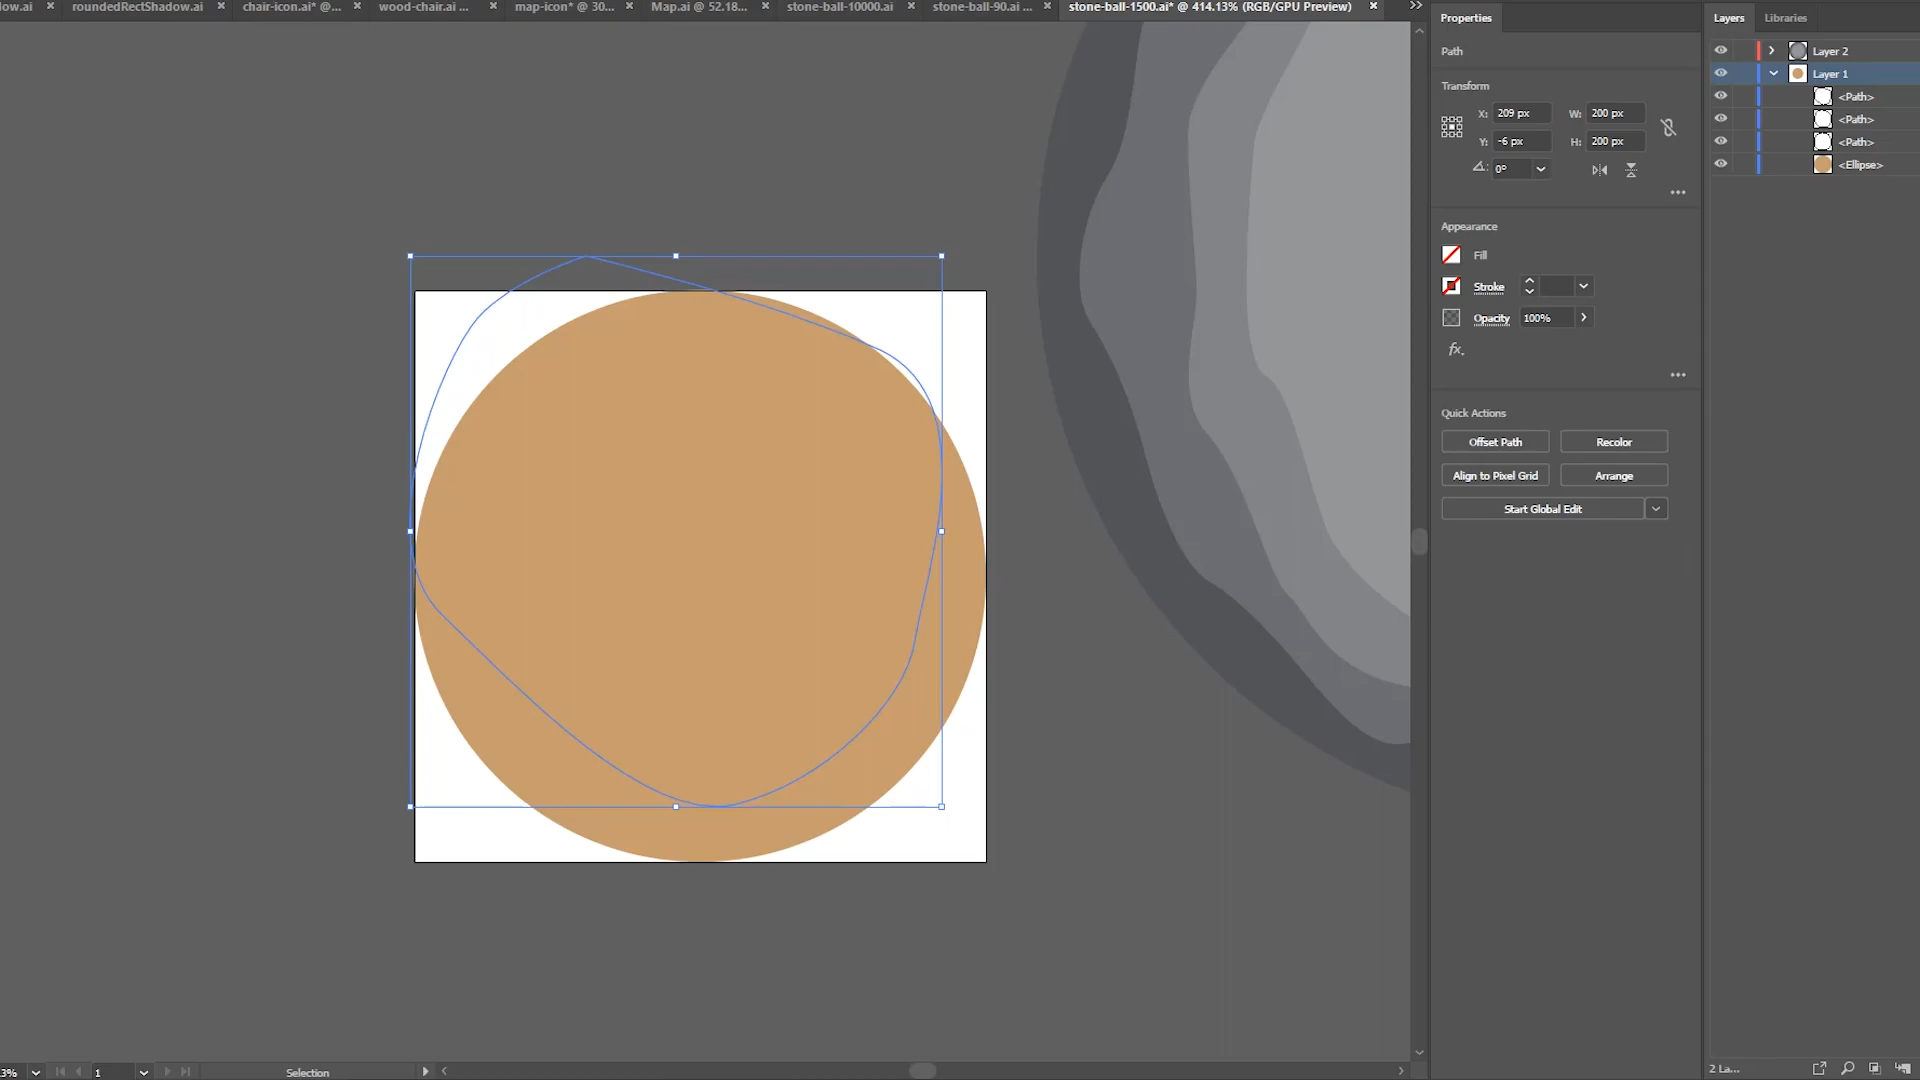 low.ai × roundedRectShadow.ai × chair-icon.ai* @... × wood-chair.ai ... × map-icon* @ 30... × Map.ai @ 52.18... × stone-ball-10000.ai × stone-ball-90.ai ... × stone-ball-1500.ai* @ 414.13% (RGB/GPU Preview) ×
Properties
Path
Transform
X: 209 px W: 200 px
Y: -6 px H: 200 px
0°
Appearance
Fill
Stroke
Opacity 100%
fx.
Quick Actions
Offset Path Recolor
Align to Pixel Grid Arrange
Start Global Edit
Layers Libraries
Layer 2
Layer 1
<Path>
<Path>
<Path>
<Ellipse>
3% 1 Selection
2 La...